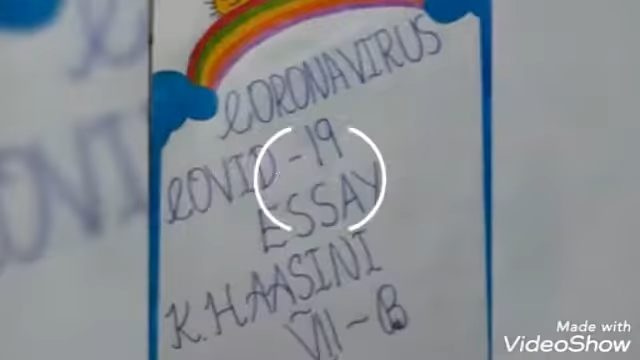 CORONAVIRUS
COVID-19
ESSAY
K. HAASINI
VII-B
Made with
VideoShow